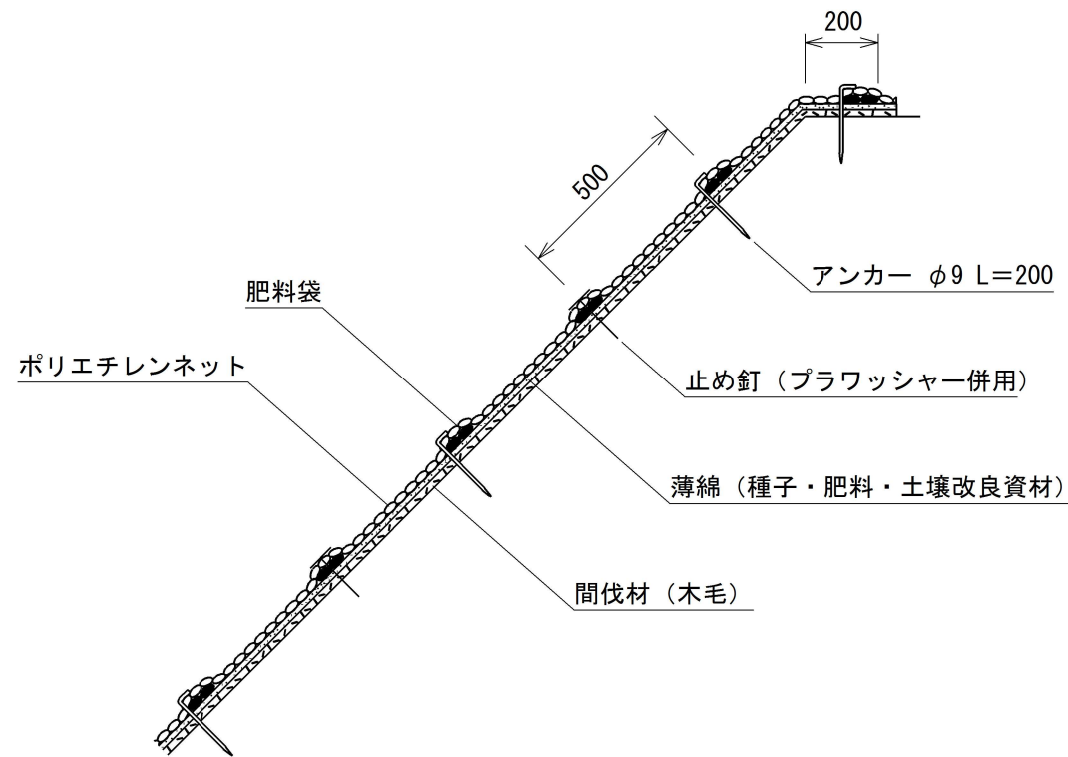 200
500
アンカー φ9 L=200
肥料袋
ポリエチレンネット
止め釘（プラワッシャー併用）
薄綿（種子・肥料・土壌改良資材）
間伐材（木毛）